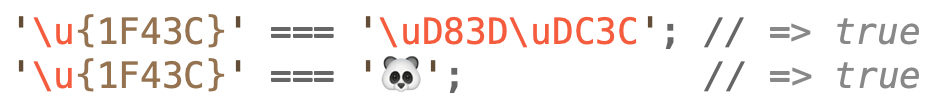 '\u{1F43C}' === '\uD83D\uDC3C'; // => true
'\u{1F43C}' === '🐼';           // => true